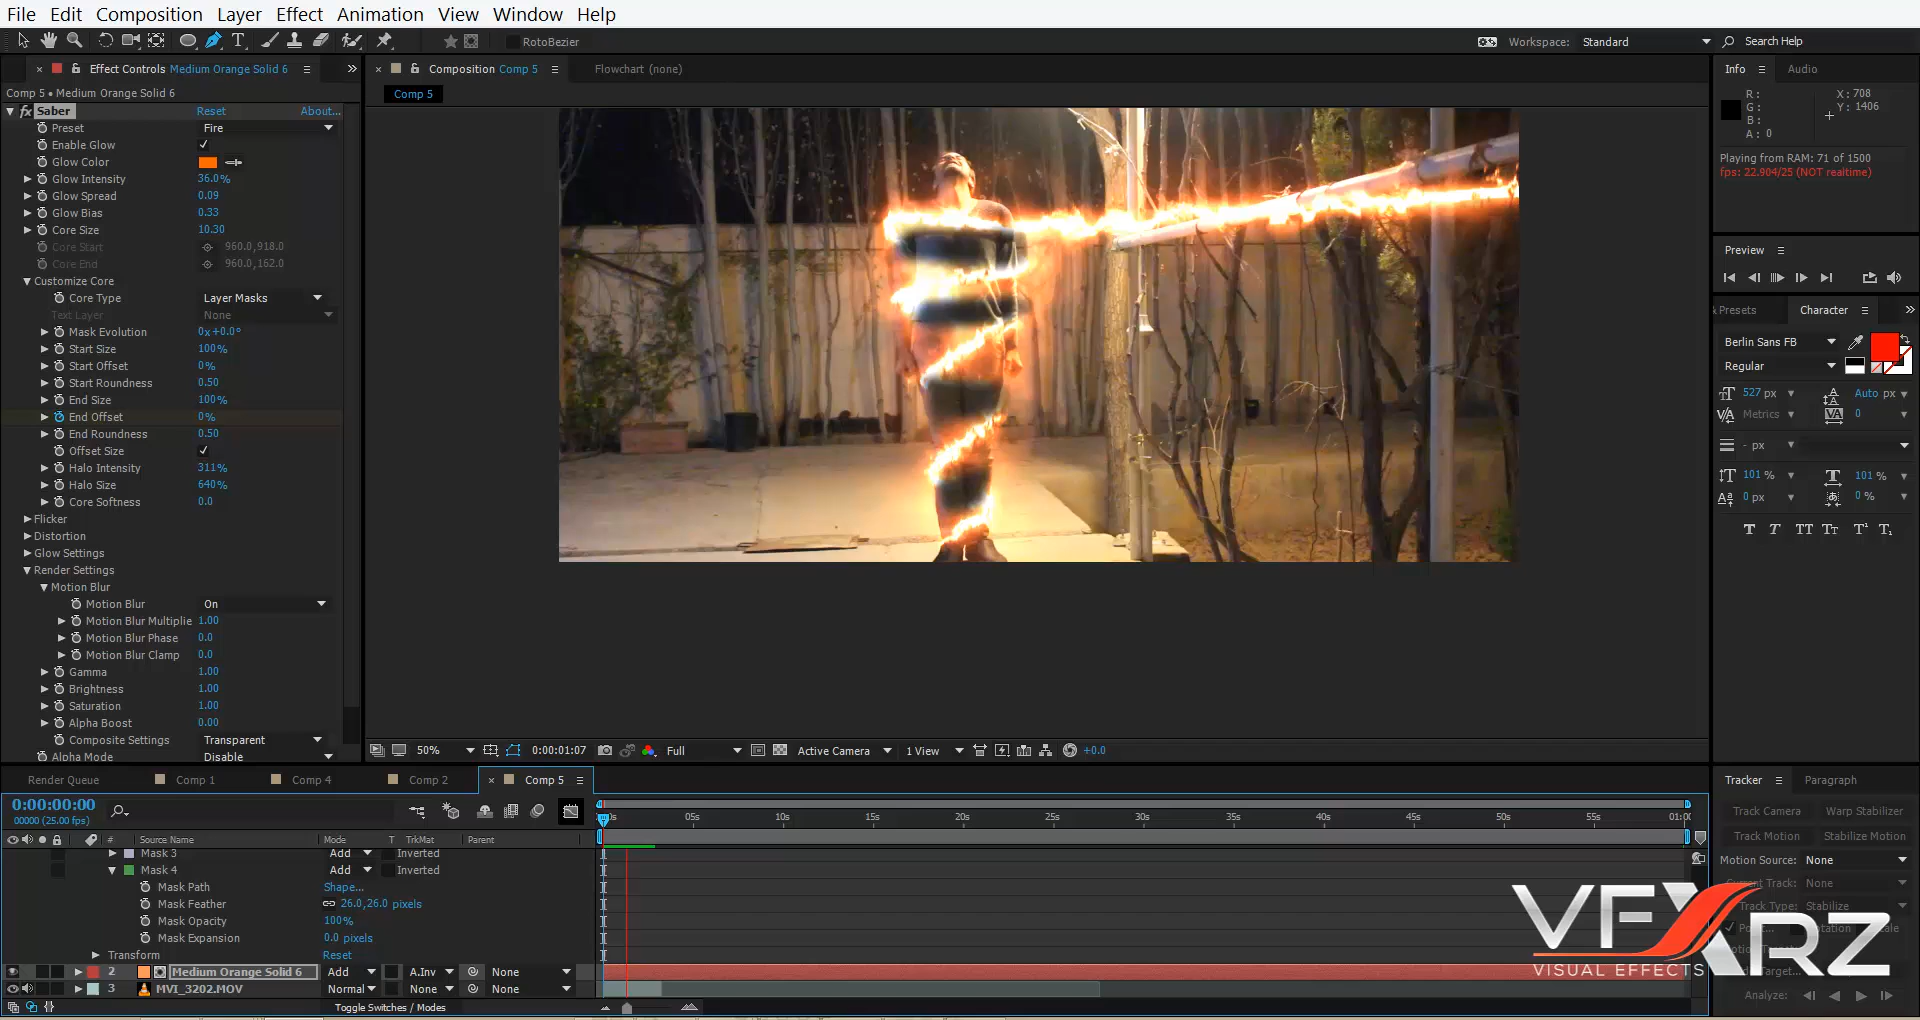 File Edit Composition Layer Effect Animation View Window Help
RotoBezier
Workspace: Standard
Search Help
Effect Controls Medium Orange Solid 6
Composition Comp 5
Flowchart (none)
Info
Audio
Comp 5 • Medium Orange Solid 6
Comp 5
fx Saber Reset About...
Preset Fire
Enable Glow
Glow Color
Glow Intensity 36.0%
Glow Spread 0.09
Glow Bias 0.33
Core Size 10.30
Core Start 960.0,918.0
Core End 960.0,162.0
Customize Core
Core Type Layer Masks
Text Layer None
Mask Evolution 0x+0.0°
Start Size 100%
Start Offset 0%
Start Roundness 0.50
End Size 100%
End Offset 0%
End Roundness 0.50
Offset Size
Halo Intensity 311%
Halo Size 640%
Core Softness 0.0
Flicker
Distortion
Glow Settings
Render Settings
Motion Blur
Motion Blur On
Motion Blur Multiplie 1.00
Motion Blur Phase 0.0
Motion Blur Clamp 0.0
Gamma 1.00
Brightness 1.00
Saturation 1.00
Alpha Boost 0.00
Composite Settings Transparent
Alpha Mode Disable
R:
G:
B:
A: 0
X: 708
Y: 1406
Playing from RAM: 71 of 1500
fps: 22.904/25 (NOT realtime)
Preview
Presets
Character
Berlin Sans FB
Regular
527 px
Auto px
Metrics
0
- px
101 %
101 %
0 px
0 %
T T TT Tr T¹ T₁
50% 0:00:01:07 Full Active Camera 1 View +0.0
Render Queue Comp 1 Comp 4 Comp 2 Comp 5
0:00:00:00
00000 (25.00 fps)
# Source Name Mode T TrkMat Parent
0s 05s 10s 15s 20s 25s 30s 35s 40s 45s 50s 55s 01:00
Mask 3 Add Inverted
Mask 4 Add Inverted
Mask Path Shape...
Mask Feather 26.0,26.0 pixels
Mask Opacity 100%
Mask Expansion 0.0 pixels
Transform Reset
2 Medium Orange Solid 6 Add A.Inv None
3 MVI_3202.MOV Normal None None
Toggle Switches / Modes
Tracker
Paragraph
Track Camera Warp Stabilizer
Track Motion Stabilize Motion
Motion Source: None
Current Track: None
Track Type: Stabilize
Target...
Analyze:
VFXARZ
VISUAL EFFECTS